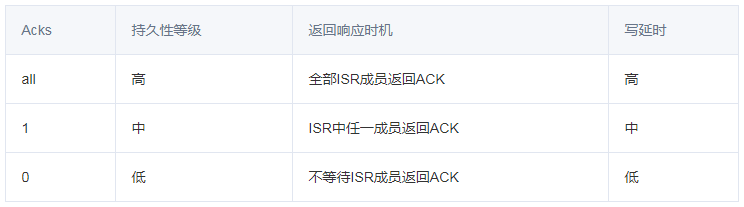 Acks 持久性等级 返回响应时机 写延时
all 高 全部ISR成员返回ACK 高
1 中 ISR中任一成员返回ACK 中
0 低 不等待ISR成员返回ACK 低